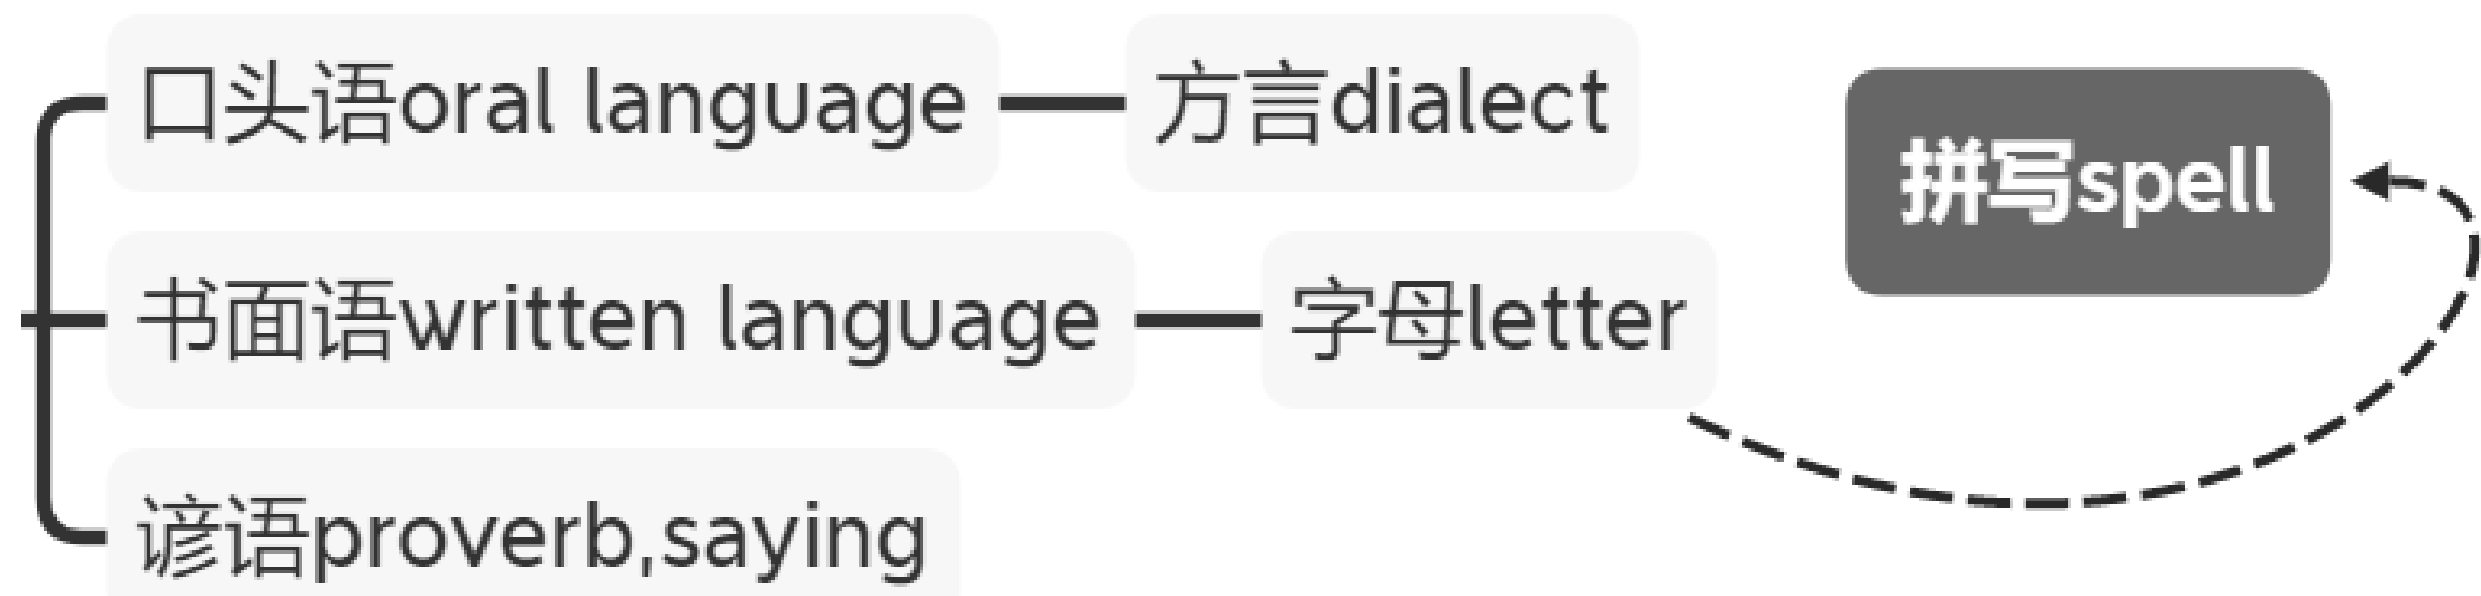 口头语oral language
方言dialect
拼写spell
书面语written language
字母letter
谚语proverb,saying